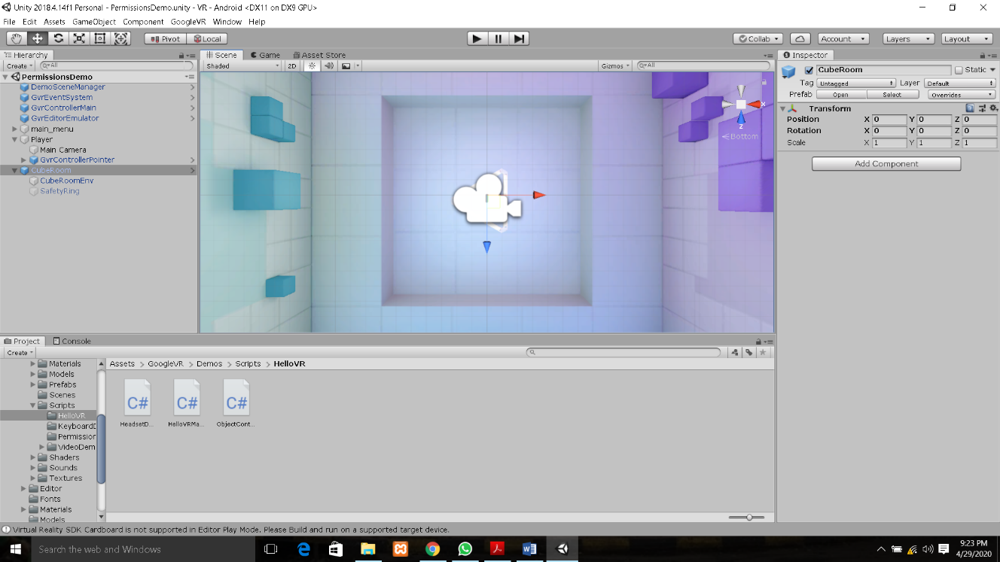 Unity 2018.4.14f1 Personal - PermissionsDemo.unity - VR - Android <DX11 on DX9 GPU>
File Edit Assets GameObject Component GoogleVR Window Help
Pivot Local Collab Account Layers Layout
Hierarchy Scene Game Asset Store Inspector
Create All Shaded 2D Gizmos All CubeRoom Static
PermissionsDemo
DemoSceneManager
GvrEventSystem
GvrControllerMain
GvrEditorEmulator
main_menu
Player
Main Camera
GvrControllerPointer
CubeRoom
CubeRoomEnv
SafetyRing
x
z
Bottom
Tag Untagged Layer Default
Prefab Open Select Overrides
Transform
Position X 0 Y 0 Z 0
Rotation X 0 Y 0 Z 0
Scale X 1 Y 1 Z 1
Add Component
Project Console
Create
Materials
Models
Prefabs
Scenes
Scripts
HelloVR
KeyboardD
Permission
VideoDem
Shaders
Sounds
Textures
Editor
Fonts
Materials
Models
Assets > GoogleVR > Demos > Scripts > HelloVR
C# C# C#
HeadsetD... HelloVRMa... ObjectCont...
Virtual Reality SDK Cardboard is not supported in Editor Play Mode. Please Build and run on a supported target device.
Search the web and Windows
9:23 PM
4/29/2020